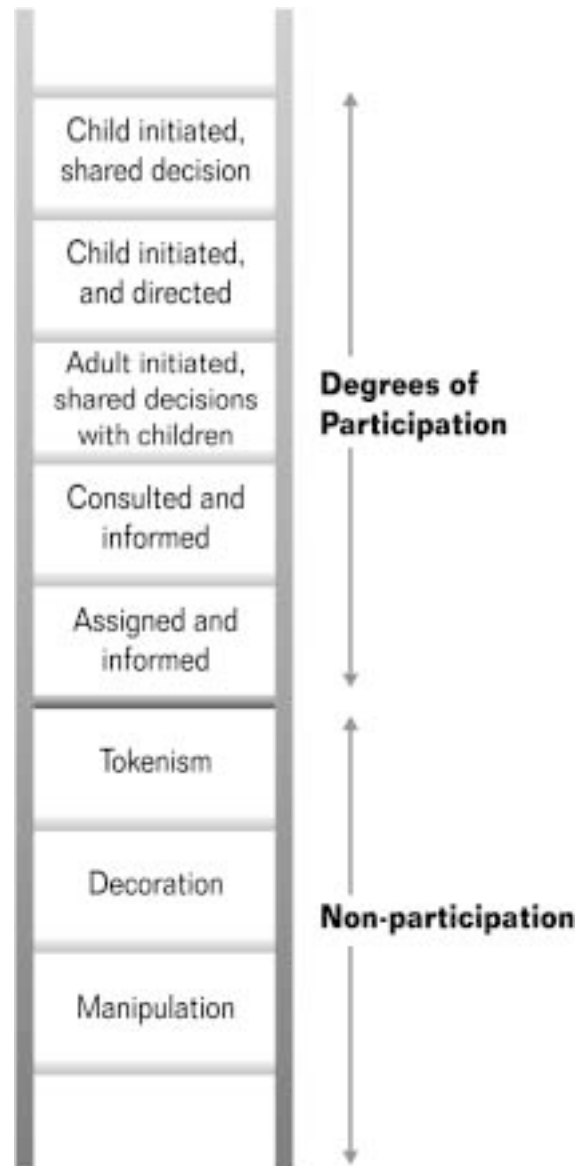 Child initiated,
shared decision
Child initiated,
and directed
Adult initiated,
shared decisions
with children
Consulted and
informed
Assigned and
informed
Degrees of
Participation
Tokenism
Decoration
Manipulation
Non-participation